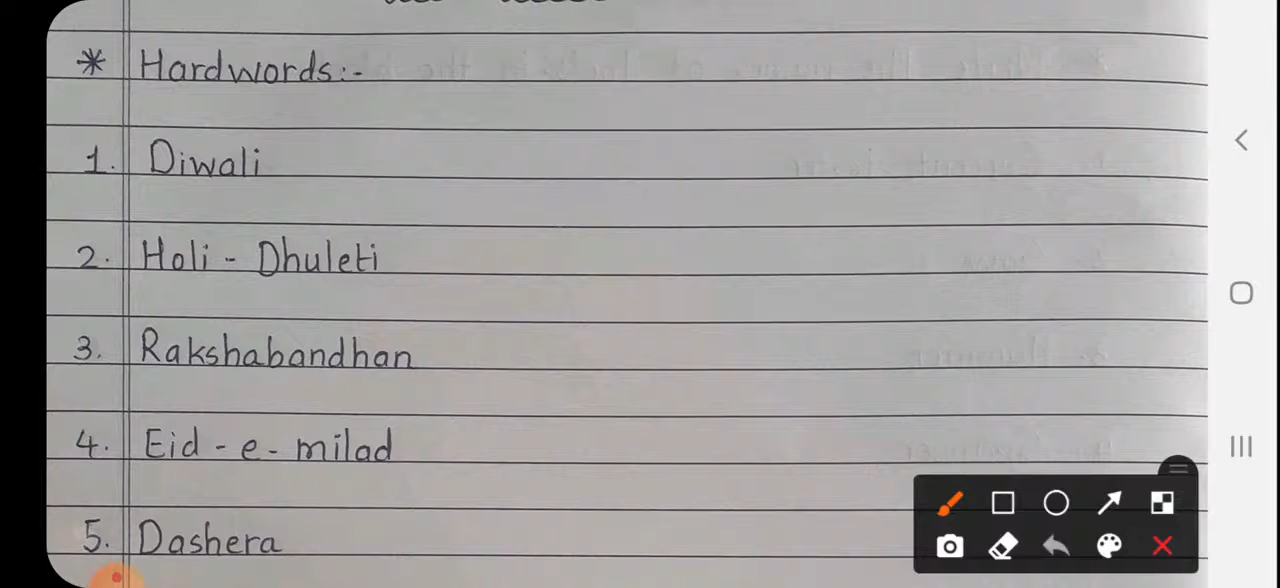 * Hardwords:-
1. Diwali
2. Holi - Dhuleti
3. Rakshabandhan
4. Eid - e - milad
5. Dashera